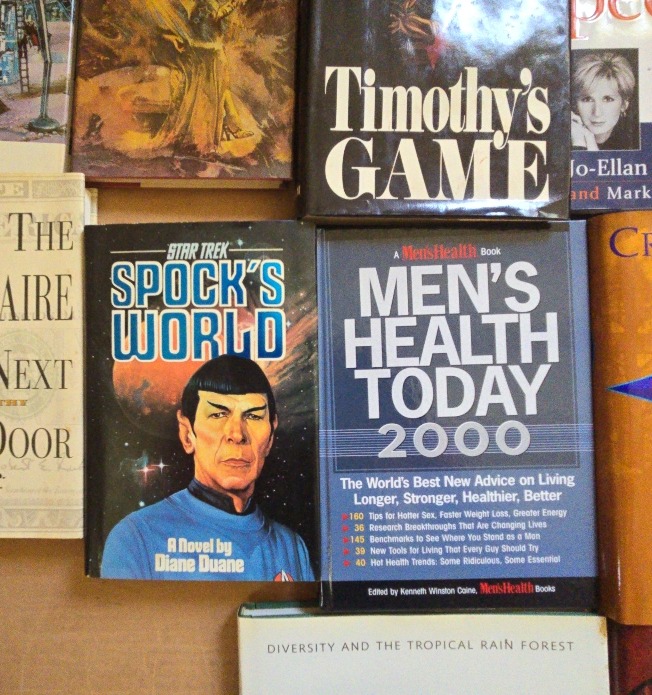 Timothy's
GAME
Jo-Ellan
and Mark
THE
AIRE
NEXT
DOOR
STAR TREK
SPOCK'S
WORLD
A Novel by
Diane Duane
A Men'sHealth Book
MEN'S
HEALTH
TODAY
2000
The World's Best New Advice on Living
Longer, Stronger, Healthier, Better
160 Tips for Hotter Sex, Faster Weight Loss, Greater Energy
36 Research Breakthroughs That Are Changing Lives
145 Benchmarks to See Where You Stand as a Man
39 New Tools for Living That Every Guy Should Try
40 Hot Health Trends: Some Ridiculous, Some Essential
Edited by Kenneth Winston Caine, Men'sHealth Books
DIVERSITY AND THE TROPICAL RAIN FOREST